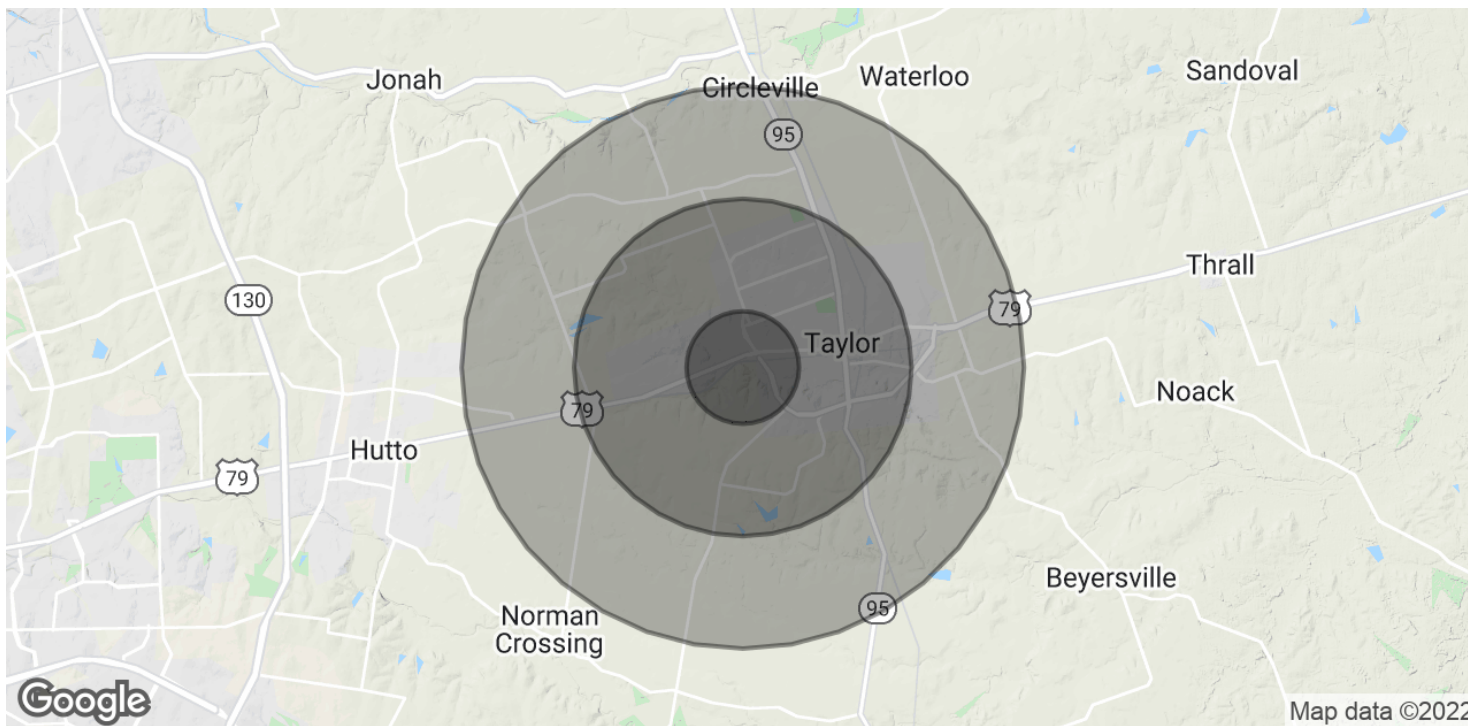 Jonah
Circleville
Waterloo
Sandoval
95
Thrall
130
79
Taylor
Noack
79
Hutto
79
Beyersville
95
Norman
Crossing
Google
Map data ©2022